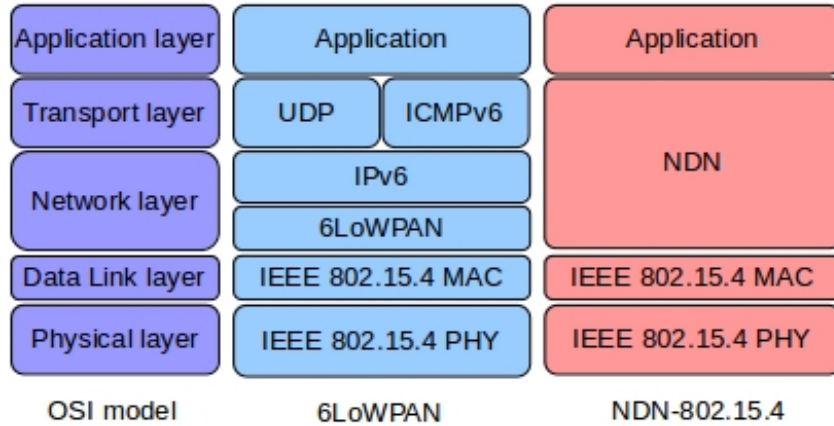 Application layer
Application
Application
Transport layer
UDP
ICMPv6
NDN
Network layer
IPv6
6LoWPAN
Data Link layer
IEEE 802.15.4 MAC
IEEE 802.15.4 MAC
Physical layer
IEEE 802.15.4 PHY
IEEE 802.15.4 PHY
OSI model
6LoWPAN
NDN-802.15.4